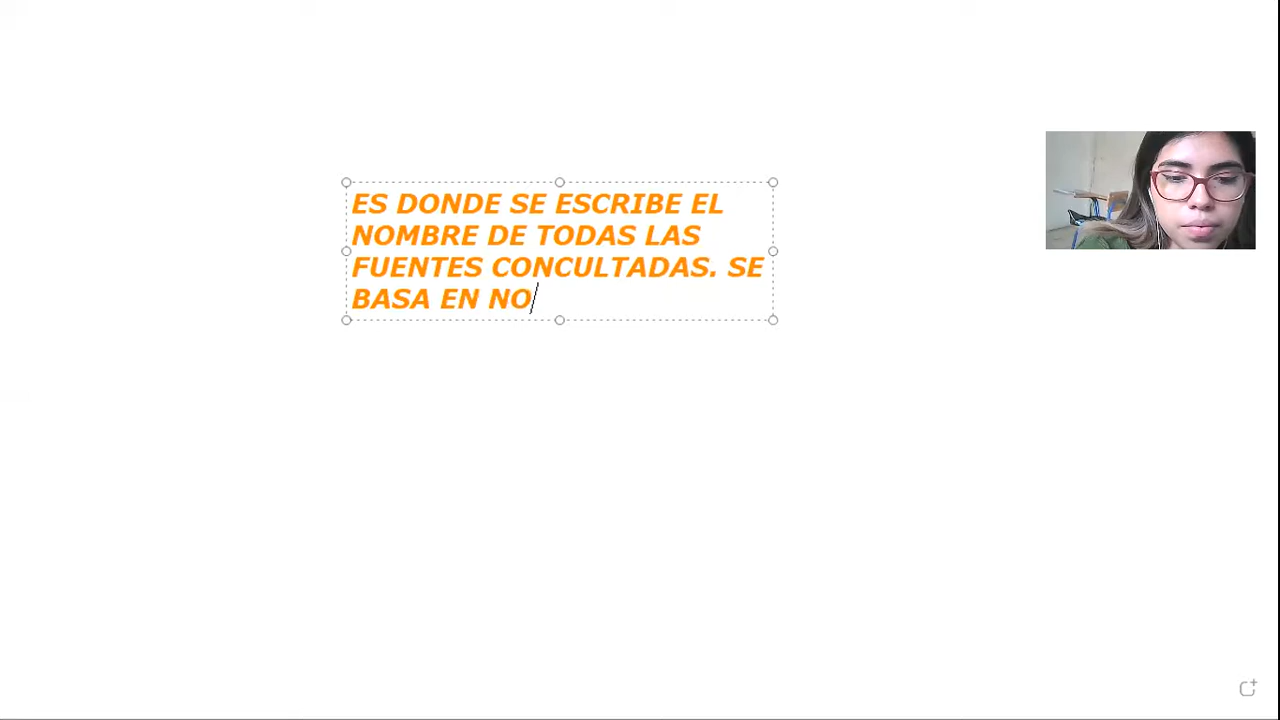 ES DONDE SE ESCRIBE EL
NOMBRE DE TODAS LAS
FUENTES CONCULTADAS. SE
BASA EN NO